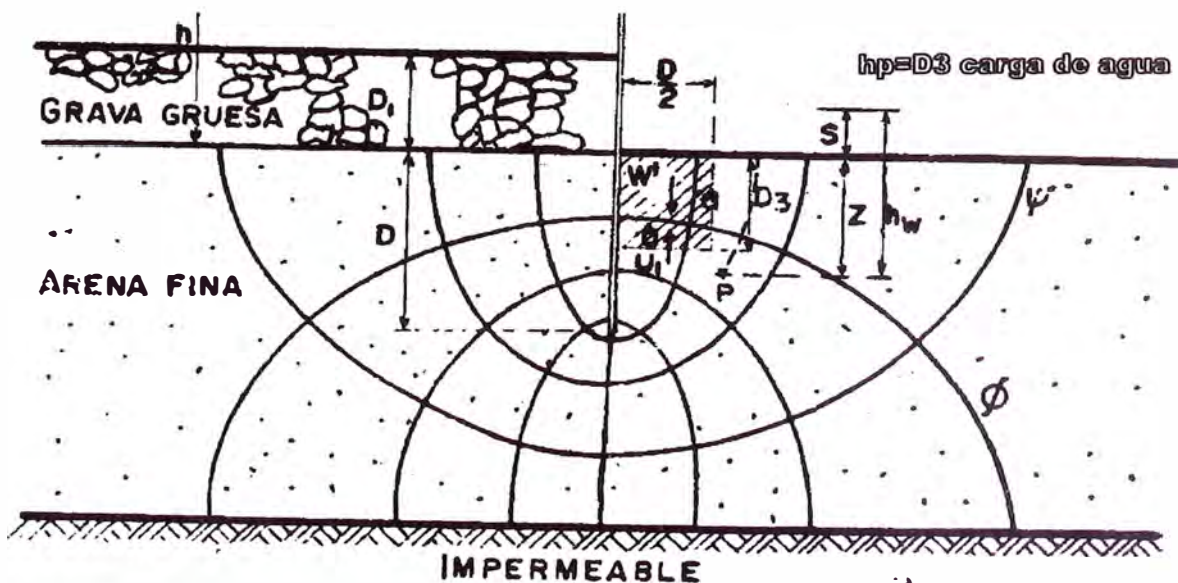 h
D
2
hp=D3 carga de agua
GRAVA GRUESA
D₁
S
W'
a
D₃
Z
hw
ψ
D
θ
U₁
P
ARENA FINA
ϕ
IMPERMEABLE